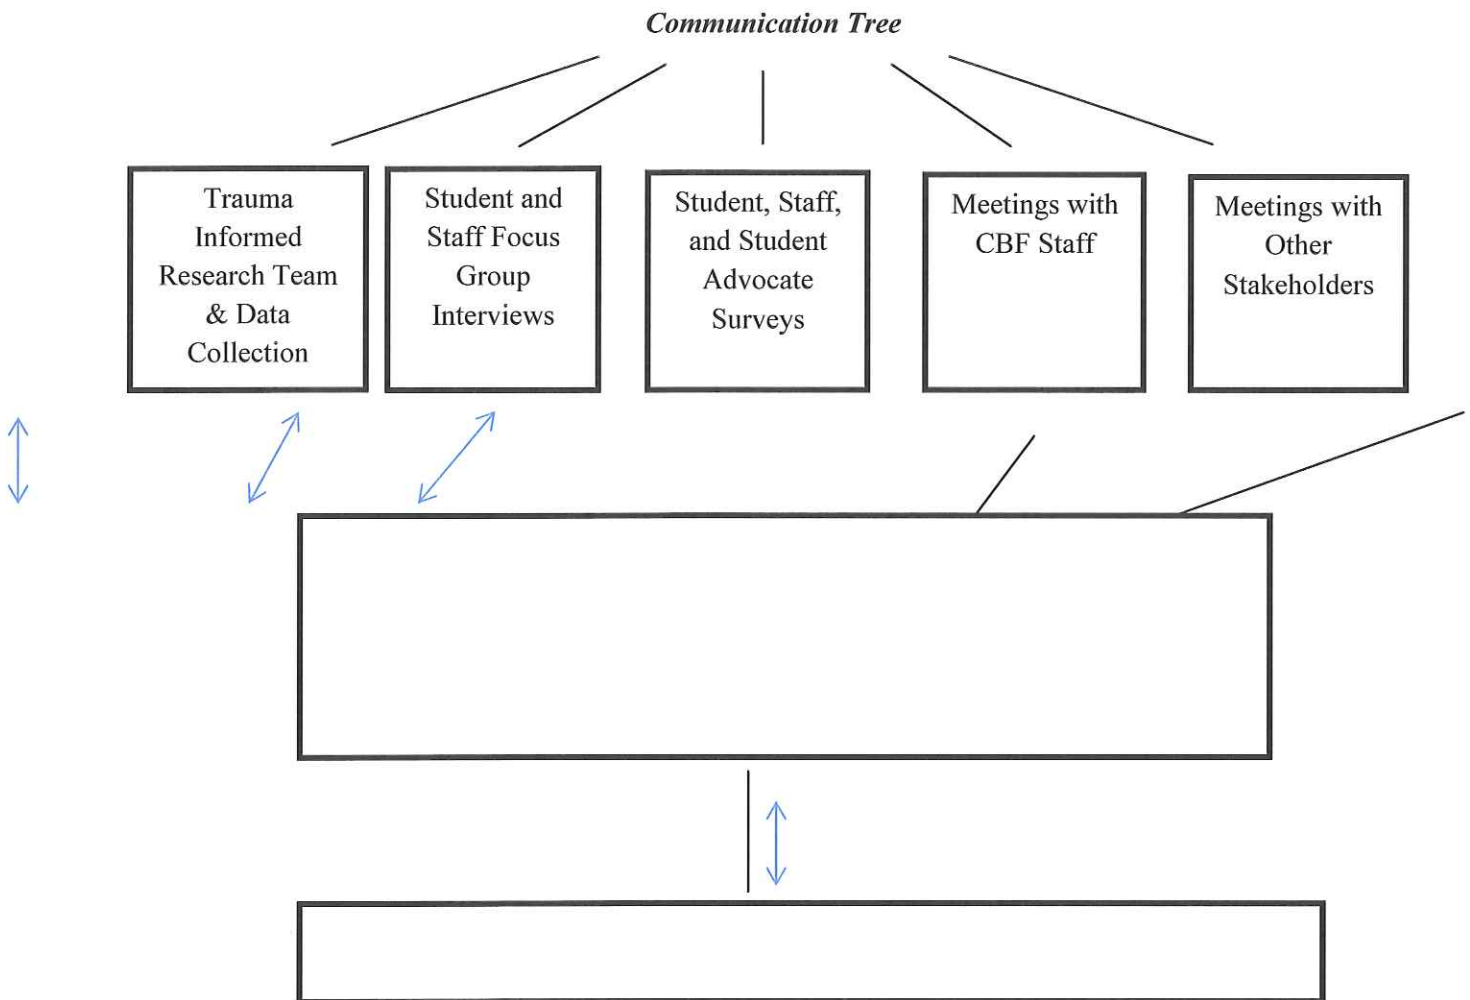 Communication Tree
Trauma
Informed
Research Team
& Data
Collection
Student and
Staff Focus
Group
Interviews
Student, Staff,
and Student
Advocate
Surveys
Meetings with
CBF Staff
Meetings with
Other
Stakeholders